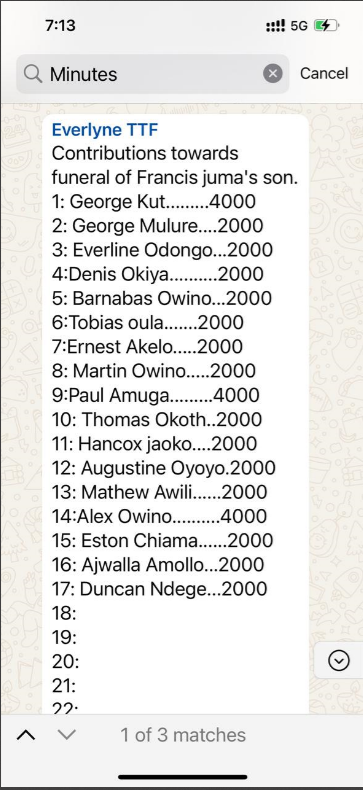 7:13
5G
Minutes
Cancel
Everlyne TTF
Contributions towards
funeral of Francis juma's son.
1: George Kut.........4000
2: George Mulure....2000
3: Everline Odongo...2000
4:Denis Okiya..........2000
5: Barnabas Owino...2000
6:Tobias oula.......2000
7:Ernest Akelo.....2000
8: Martin Owino.....2000
9:Paul Amuga.........4000
10: Thomas Okoth..2000
11: Hancox jaoko....2000
12: Augustine Oyoyo.2000
13: Mathew Awili......2000
14:Alex Owino..........4000
15: Eston Chiama......2000
16: Ajwalla Amollo...2000
17: Duncan Ndege...2000
18:
19:
20:
21:
22:
1 of 3 matches